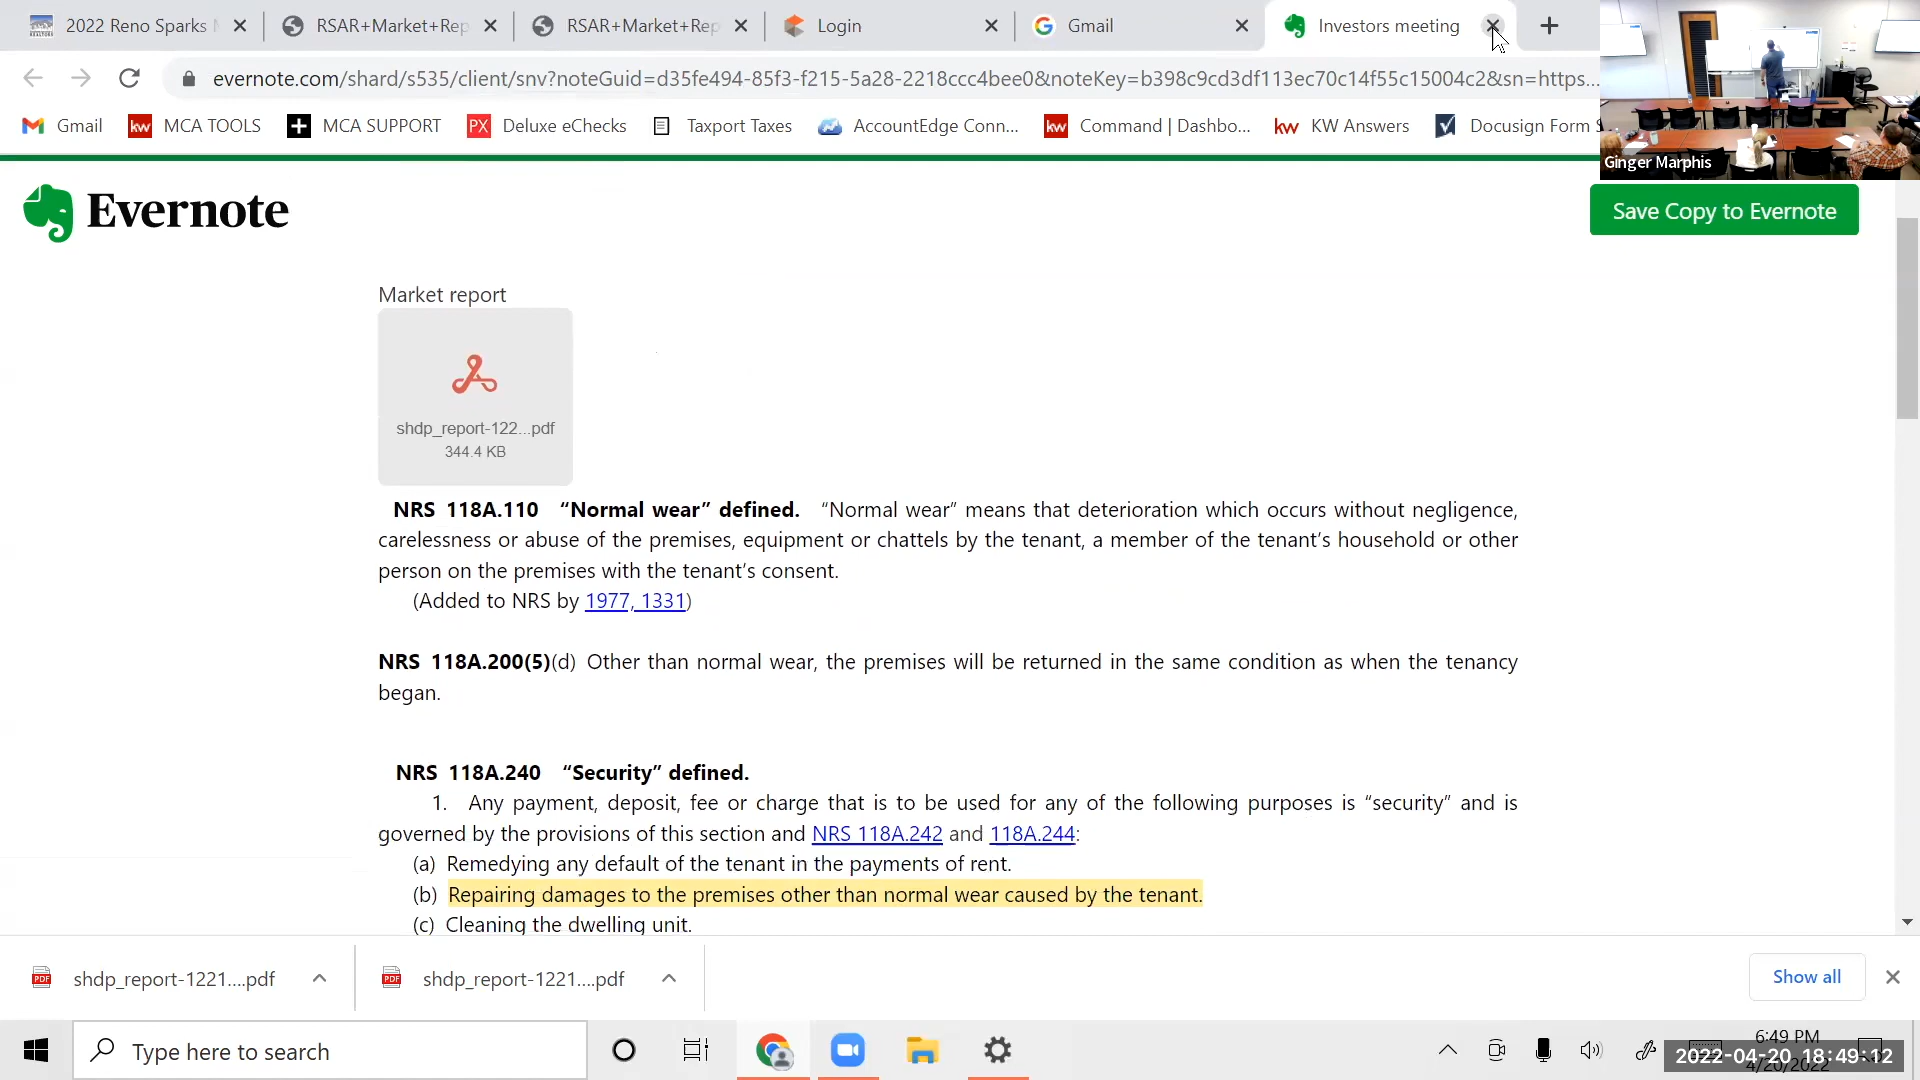 2022 Reno Sparks
RSAR+Market+Rep
RSAR+Market+Rep
Login
Gmail
Investors meeting
evernote.com/shard/s535/client/snv?noteGuid=d35fe494-85f3-f215-5a28-2218ccc4bee0&noteKey=b398c9cd3df113ec70c14f55c15004c2&sn=https...
Gmail
kw MCA TOOLS
MCA SUPPORT
PX Deluxe eChecks
Taxport Taxes
AccountEdge Conn...
kw Command | Dashbo...
kw KW Answers
Docusign Form
Ginger Marphis
Evernote
Save Copy to Evernote
Market report
shdp_report-122...pdf
344.4 KB
NRS 118A.110 “Normal wear” defined. “Normal wear” means that deterioration which occurs without negligence,
carelessness or abuse of the premises, equipment or chattels by the tenant, a member of the tenant’s household or other
person on the premises with the tenant’s consent.
(Added to NRS by 1977, 1331)
NRS 118A.200(5)(d) Other than normal wear, the premises will be returned in the same condition as when the tenancy
began.
NRS 118A.240 “Security” defined.
1. Any payment, deposit, fee or charge that is to be used for any of the following purposes is “security” and is
governed by the provisions of this section and NRS 118A.242 and 118A.244:
(a) Remedying any default of the tenant in the payments of rent.
(b) Repairing damages to the premises other than normal wear caused by the tenant.
(c) Cleaning the dwelling unit.
PDF shdp_report-1221....pdf
PDF shdp_report-1221....pdf
Show all
Type here to search
6:49 PM
4/20/2022
2022-04-20 18:49:12